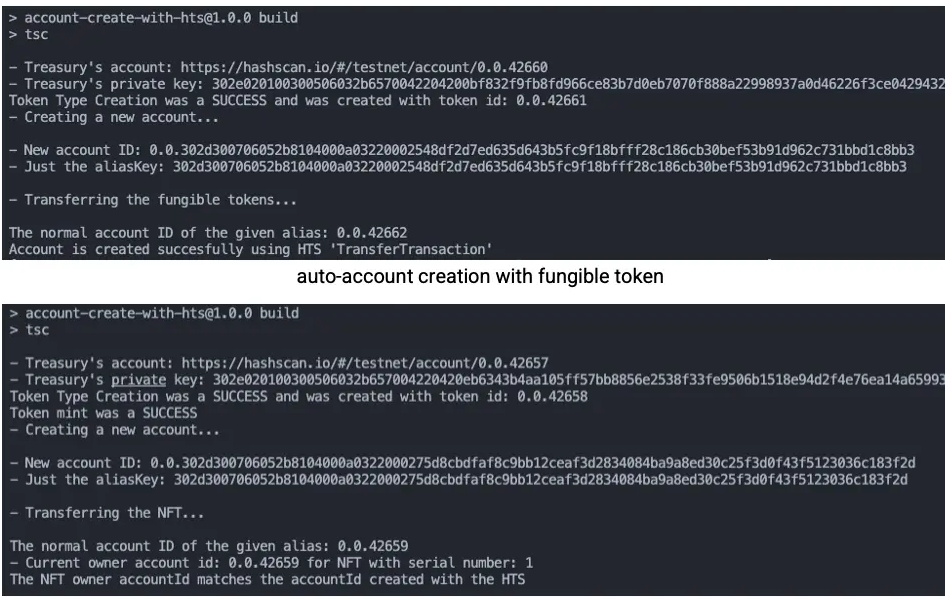 > account-create-with-hts@1.0.0 build
> tsc
- Treasury's account: https://hashscan.io/#/testnet/account/0.0.42660
- Treasury's private key: 302e020100300506032b6570042204200bf832f9fb8fd966ce83b7d0eb7070f888a22998937a0d46226f3ce0429432
Token Type Creation was a SUCCESS and was created with token id: 0.0.42661
- Creating a new account...
- New account ID: 0.0.302d300706052b8104000a03220002548df2d7ed635d643b5fc9f18bfff28c186cb30bef53b91d962c731bbd1c8bb3
- Just the aliasKey: 302d300706052b8104000a03220002548df2d7ed635d643b5fc9f18bfff28c186cb30bef53b91d962c731bbd1c8bb3
- Transferring the fungible tokens...
The normal account ID of the given alias: 0.0.42662
Account is created succesfully using HTS 'TransferTransaction'
auto-account creation with fungible token
> account-create-with-hts@1.0.0 build
> tsc
- Treasury's account: https://hashscan.io/#/testnet/account/0.0.42657
- Treasury's private key: 302e020100300506032b657004220420eb6343b4aa105ff57bb8856e2538f33fe9506b1518e94d2f4e76ea14a65993
Token Type Creation was a SUCCESS and was created with token id: 0.0.42658
Token mint was a SUCCESS
- Creating a new account...
- New account ID: 0.0.302d300706052b8104000a0322000275d8cbdfaf8c9bb12ceaf3d2834084ba9a8ed30c25f3d0f43f5123036c183f2d
- Just the aliasKey: 302d300706052b8104000a0322000275d8cbdfaf8c9bb12ceaf3d2834084ba9a8ed30c25f3d0f43f5123036c183f2d
- Transferring the NFT...
The normal account ID of the given alias: 0.0.42659
- Current owner account id: 0.0.42659 for NFT with serial number: 1
The NFT owner accountId matches the accountId created with the HTS